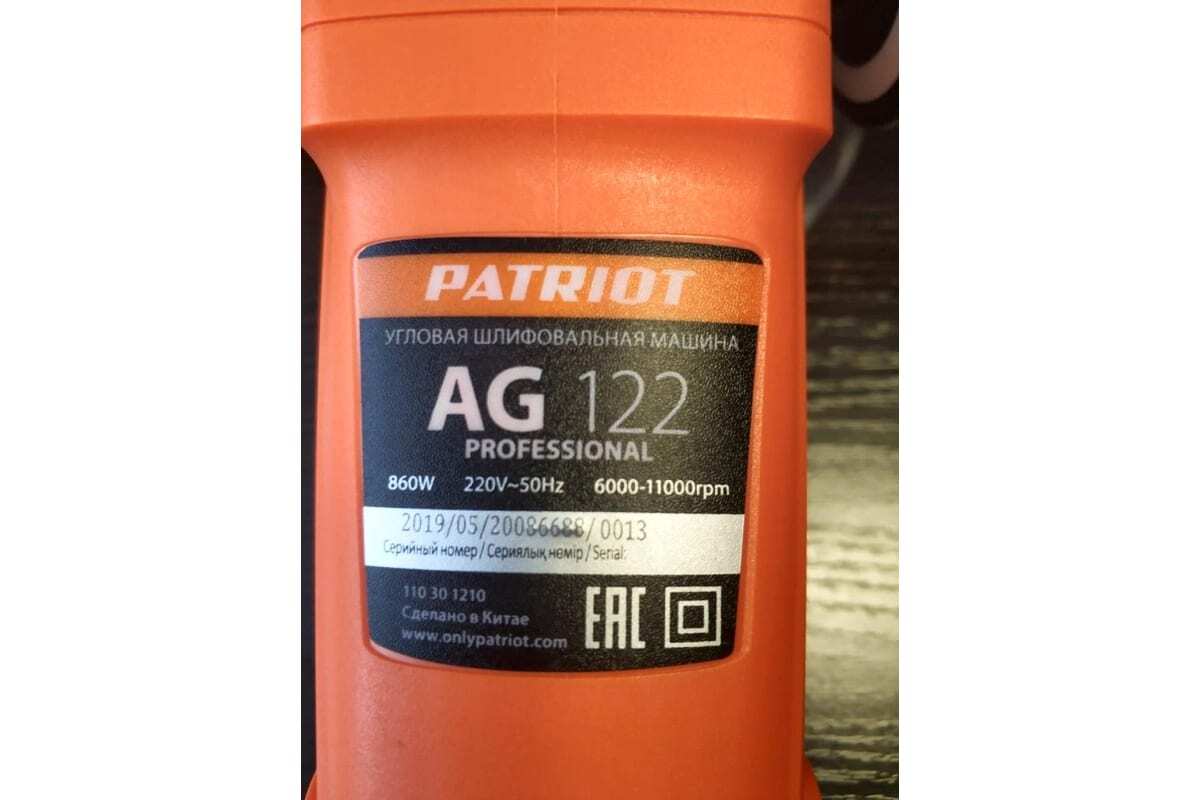 PATRIOT
УГЛОВАЯ ШЛИФОВАЛЬНАЯ МАШИНА
AG 122
PROFESSIONAL
860W 220V~50Hz 6000-11000rpm
2019/05/20086688/0013
Серийный номер / Сериялық нөмір / Serial:
110 30 1210
Сделано в Китае
www.onlypatriot.com
EAC